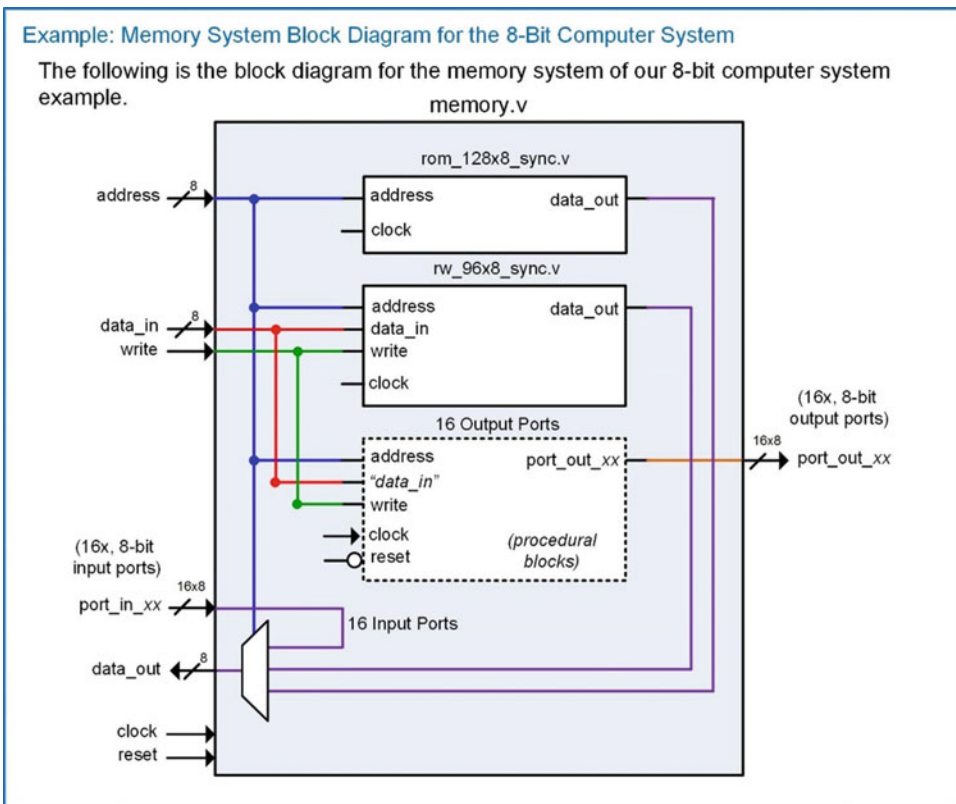 Example: Memory System Block Diagram for the 8-Bit Computer System
The following is the block diagram for the memory system of our 8-bit computer system
example.
memory.v
rom_128x8_sync.v
address
8
address
data_out
clock
rw_96x8_sync.v
address
data_out
data_in
8
data_in
write
write
clock
(16x, 8-bit
output ports)
16 Output Ports
16x8
address
port_out_xx
port_out_xx
"data_in"
write
clock
(procedural
blocks)
reset
(16x, 8-bit
input ports)
16x8
port_in_xx
16 Input Ports
data_out
8
clock
reset